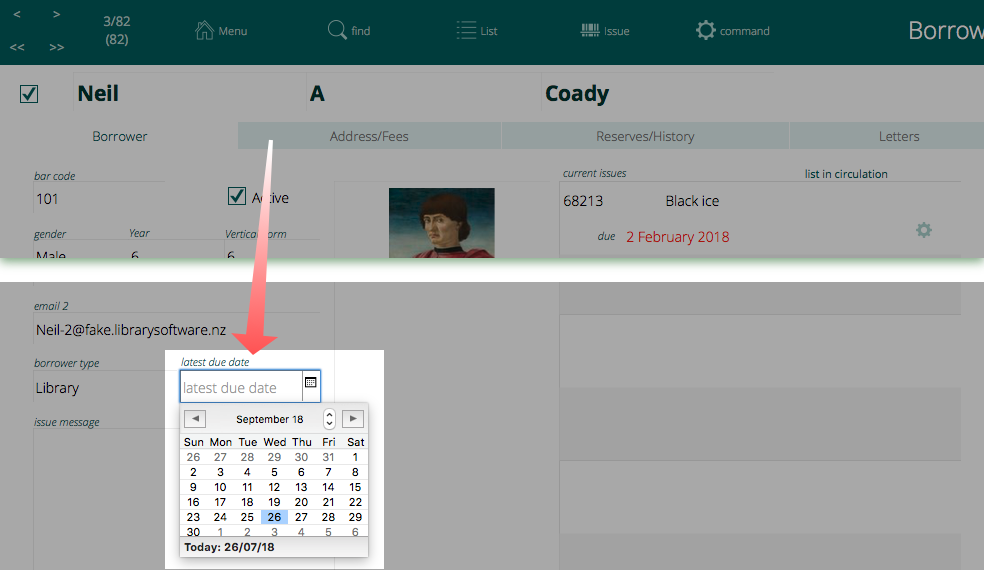 < > 3/82
<< >> (82)
Menu
find
List
Issue
command
Borrow
Neil A Coady
Borrower Address/Fees Reserves/History Letters
bar code
101
Active
gender Year Vertical form
Male 6 6
current issues list in circulation
68213 Black ice
due 2 February 2018
email 2
Neil-2@fake.librarysoftware.nz
borrower type
Library
issue message
latest due date
latest due date
September 18
Sun Mon Tue Wed Thu Fri Sat
26 27 28 29 30 31 1
2 3 4 5 6 7 8
9 10 11 12 13 14 15
16 17 18 19 20 21 22
23 24 25 26 27 28 29
30 1 2 3 4 5 6
Today: 26/07/18